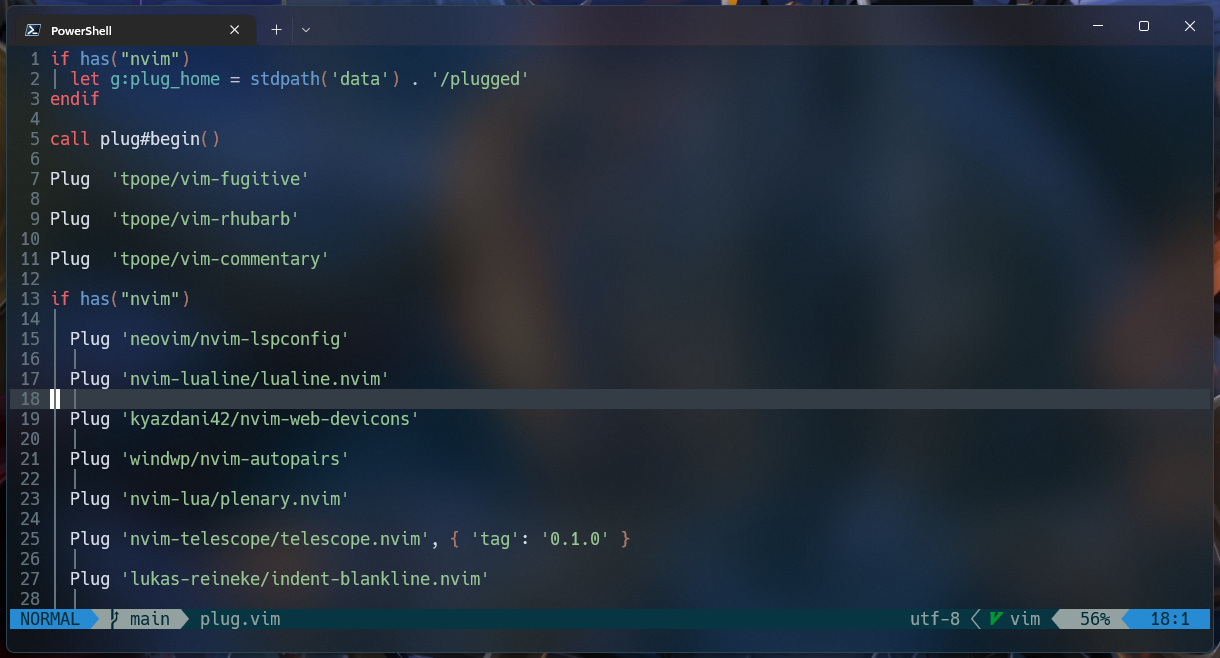 PowerShell
1 if has("nvim")
2   let g:plug_home = stdpath('data') . '/plugged'
3 endif
4
5 call plug#begin()
6
7 Plug  'tpope/vim-fugitive'
8
9 Plug  'tpope/vim-rhubarb'
10
11 Plug  'tpope/vim-commentary'
12
13 if has("nvim")
14
15   Plug 'neovim/nvim-lspconfig'
16
17   Plug 'nvim-lualine/lualine.nvim'
18
19   Plug 'kyazdani42/nvim-web-devicons'
20
21   Plug 'windwp/nvim-autopairs'
22
23   Plug 'nvim-lua/plenary.nvim'
24
25   Plug 'nvim-telescope/telescope.nvim', { 'tag': '0.1.0' }
26
27   Plug 'lukas-reineke/indent-blankline.nvim'
28
NORMAL main plug.vim utf-8 vim 56% 18:1